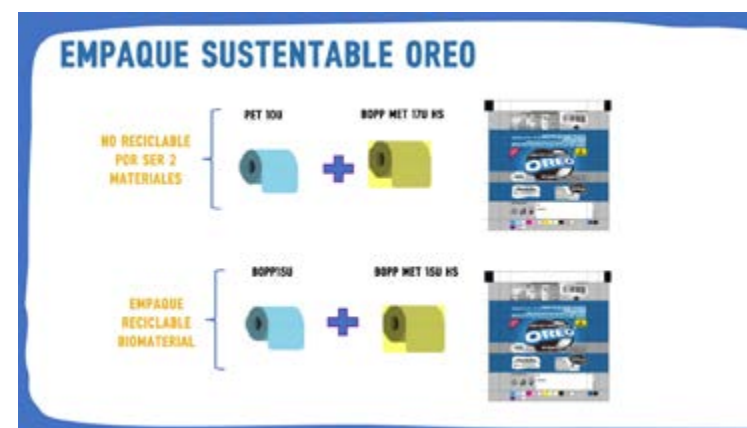 EMPAQUE SUSTENTABLE OREO
PET 10U
BOPP MET 17U HS
NO RECICLABLE
POR SER 2
MATERIALES
OREO
BOPP15U
BOPP MET 15U HS
EMPAQUE
RECICLABLE
BIOMATERIAL
OREO